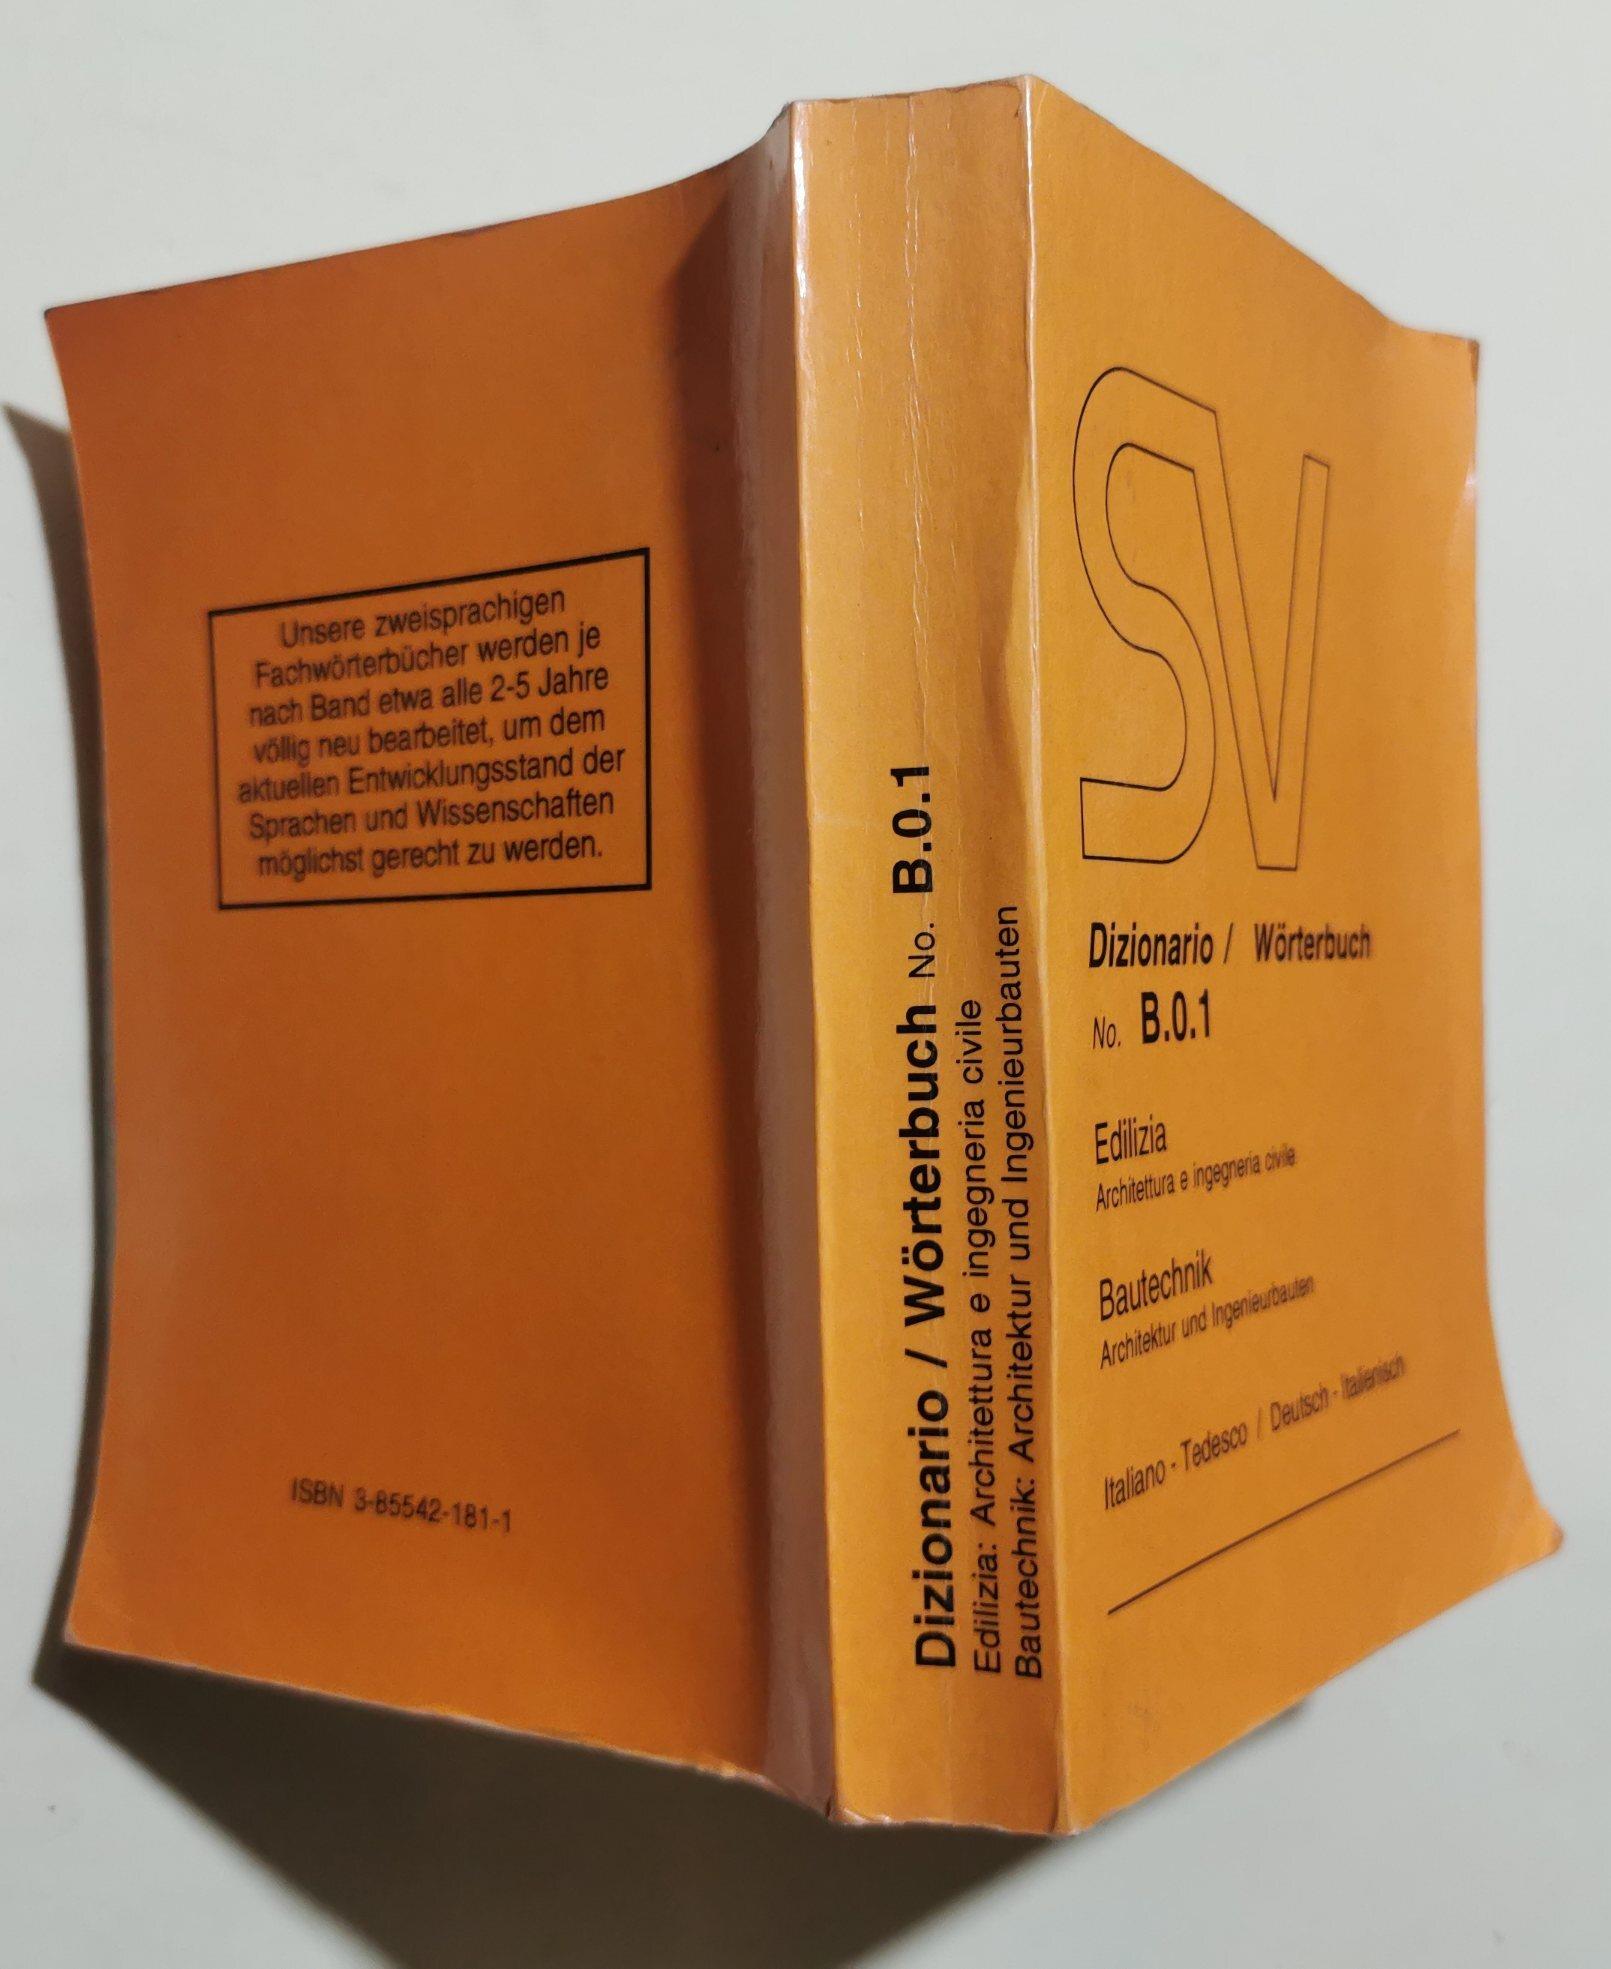 Unsere zweisprachigen
Fachwörterbücher werden je
nach Band etwa alle 2-5 Jahre
völlig neu bearbeitet, um dem
aktuellen Entwicklungsstand der
Sprachen und Wissenschaften
möglichst gerecht zu werden.
ISBN 3-85542-181-1
Dizionario / Wörterbuch No. B.0.1
Edilizia: Architettura e ingegneria civile
Bautechnik: Architektur und Ingenieurbauten
SV
Dizionario / Wörterbuch
No. B.0.1
Edilizia
Architettura e ingegneria civile
Bautechnik
Architektur und Ingenieurbauten
Italiano - Tedesco / Deutsch - Italienisch